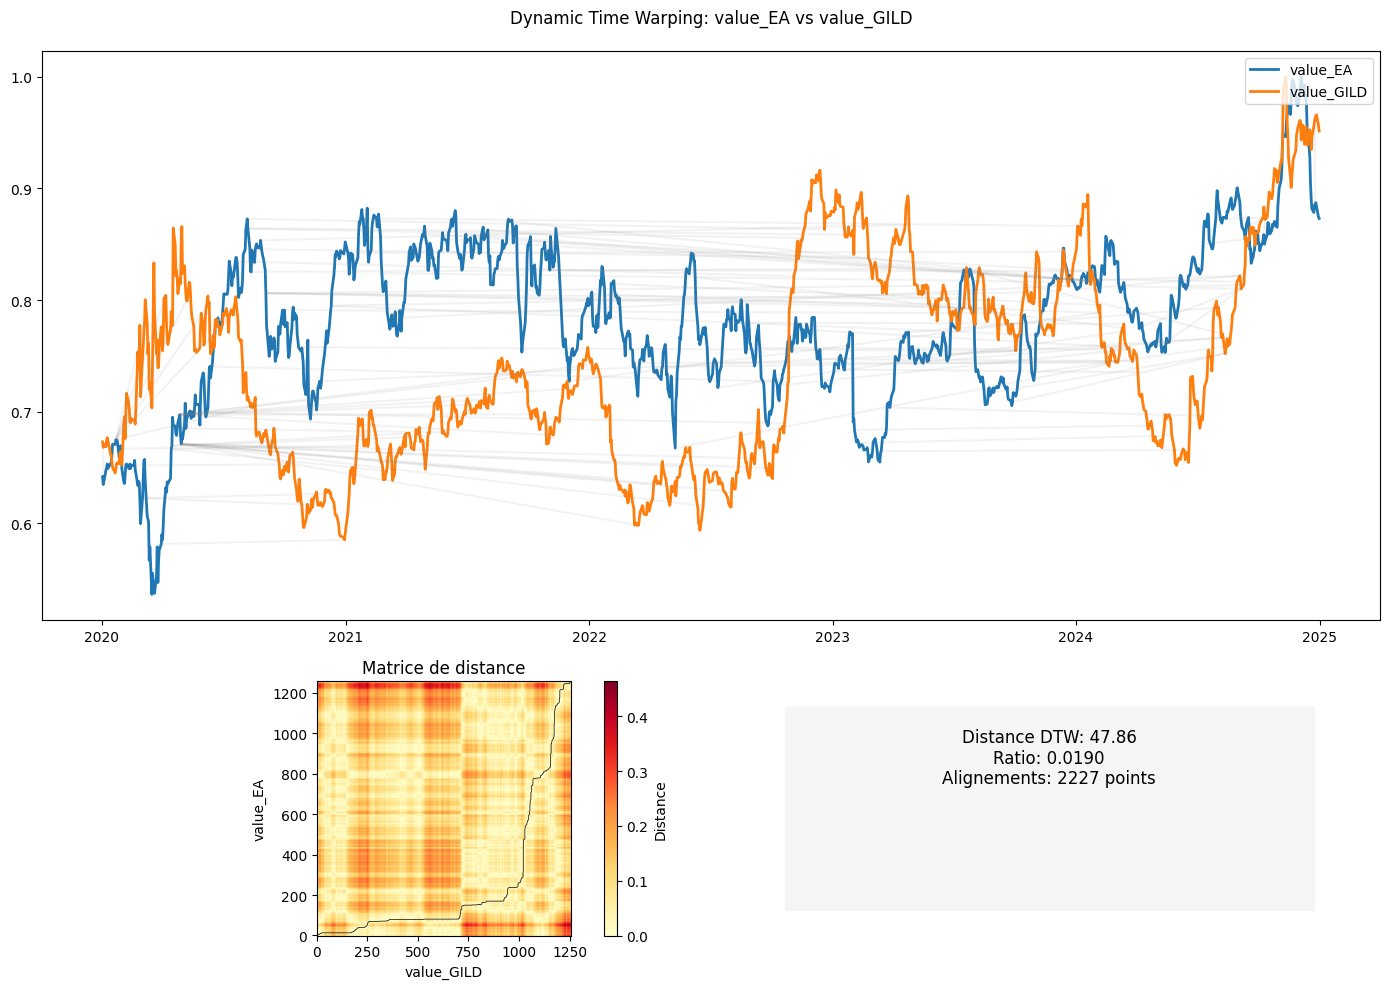 Dynamic Time Warping: value_EA vs value_GILD
value_EA
value_GILD
1.0
0.9
0.8
0.7
0.6
2020 2021 2022 2023 2024 2025
Matrice de distance
value_EA
1200
1000
800
600
400
200
0
0 250 500 750 1000 1250
value_GILD
0.4
0.3
0.2
0.1
0.0
Distance
Distance DTW: 47.86
Ratio: 0.0190
Alignements: 2227 points